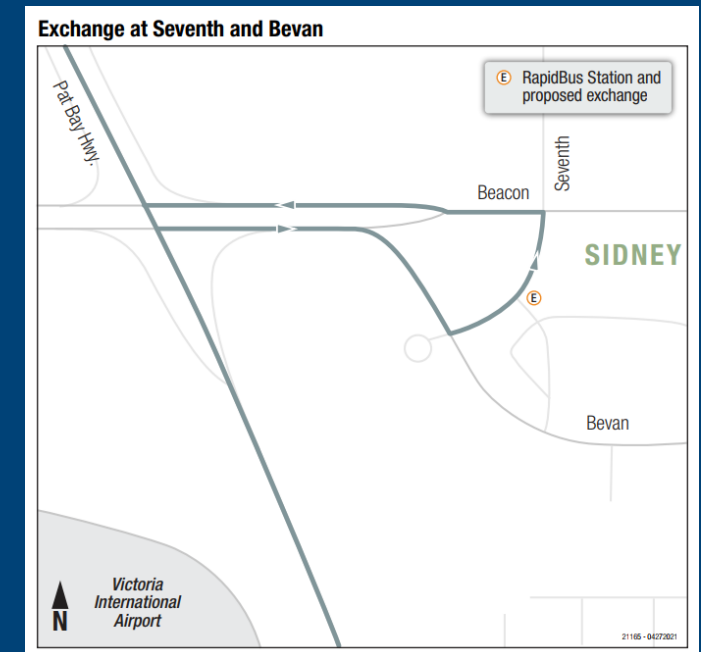 Exchange at Seventh and Bevan
E RapidBus Station and
proposed exchange
Pat Bay Hwy.
Seventh
Beacon
SIDNEY
E
Bevan
Victoria
International
Airport
N
21165 - 04272021